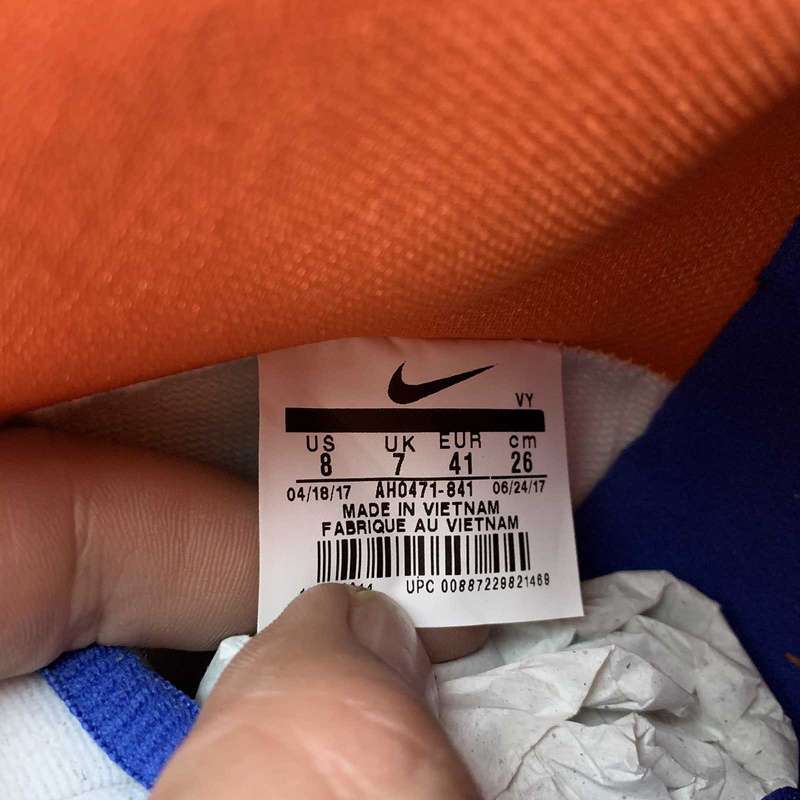 VY
US UK EUR cm
8 7 41 26
04/18/17 AH0471-841 06/24/17
MADE IN VIETNAM
FABRIQUE AU VIETNAM
UPC 00887229821469